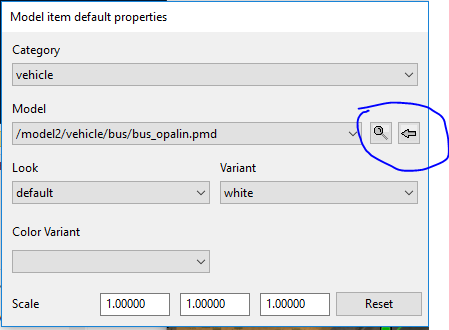 Model item default properties
Category
vehicle
Model
/model2/vehicle/bus/bus_opalin.pmd
Look Variant
default white
Color Variant
Scale 1.00000 1.00000 1.00000 Reset